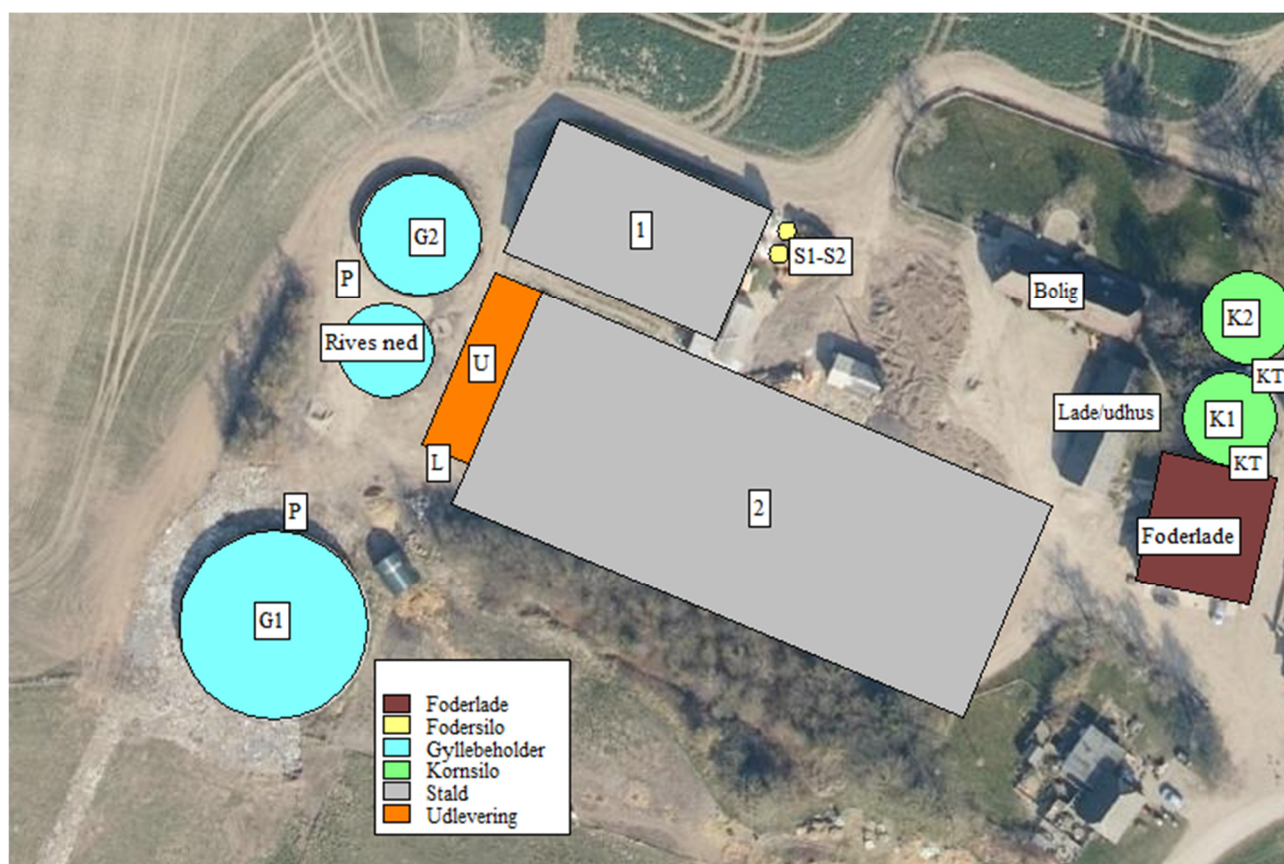 1
G2
S1-S2
P
Bolig
K2
Rives ned
U
KT
Lade/udhus
K1
L
KT
P
2
Foderlade
G1
Foderlade
Fodersilo
Gyllebeholder
Kornsilo
Stald
Udlevering